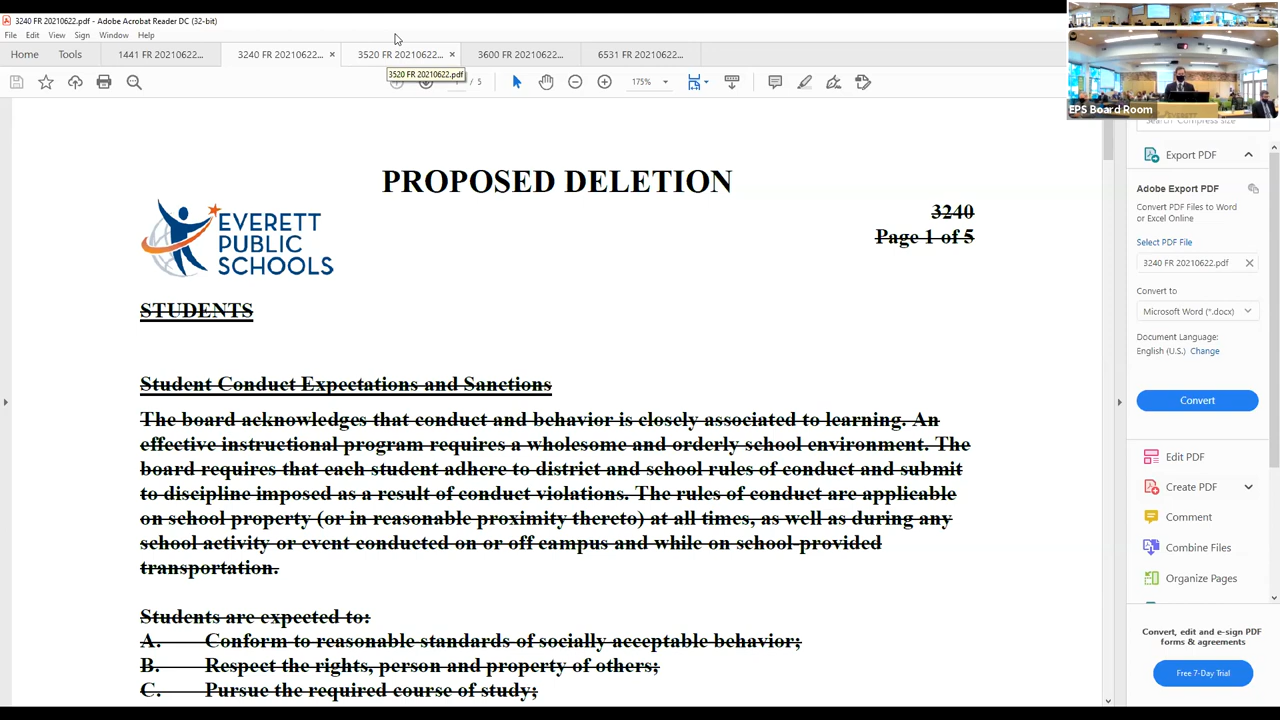 3240 FR 20210622.pdf - Adobe Acrobat Reader DC (32-bit)
File Edit View Sign Window Help
Home Tools 1441 FR 20210622... 3240 FR 20210622... × 3520 FR 20210622... × 3600 FR 20210622... 6531 FR 20210622...
3520 FR 20210622.pdf
/ 5 175%
EPS Board Room
PROPOSED DELETION
EVERETT
PUBLIC
SCHOOLS
3240
Page 1 of 5
STUDENTS
Student Conduct Expectations and Sanctions
The board acknowledges that conduct and behavior is closely associated to learning. An
effective instructional program requires a wholesome and orderly school environment. The
board requires that each student adhere to district and school rules of conduct and submit
to discipline imposed as a result of conduct violations. The rules of conduct are applicable
on school property (or in reasonable proximity thereto) at all times, as well as during any
school activity or event conducted on or off campus and while on school-provided
transportation.
Students are expected to:
A. Conform to reasonable standards of socially acceptable behavior;
B. Respect the rights, person and property of others;
C. Pursue the required course of study;
Search 'Compress size'
Export PDF
Adobe Export PDF
Convert PDF Files to Word
or Excel Online
Select PDF File
3240 FR 20210622.pdf
Convert to
Microsoft Word (*.docx)
Document Language:
English (U.S.) Change
Convert
Edit PDF
Create PDF
Comment
Combine Files
Organize Pages
Convert, edit and e-sign PDF
forms & agreements
Free 7-Day Trial